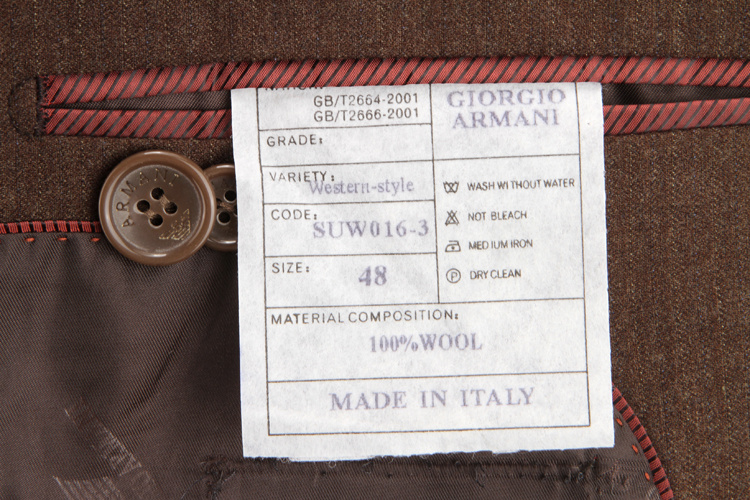 GB/T2664-2001
GB/T2666-2001
GIORGIO
ARMANI
GRADE:
VARIETY:
Western-style
CODE:
SUW016-3
SIZE:
48
WASH WITHOUT WATER
NOT BLEACH
MEDIUM IRON
P DRY CLEAN
MATERIAL COMPOSITION:
100%WOOL
MADE IN ITALY
ARMANI